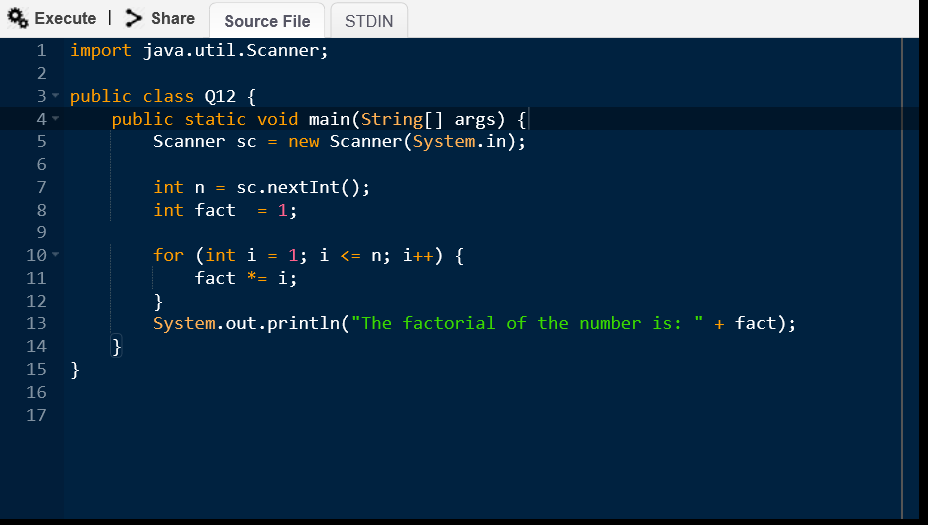 Execute | Share Source File STDIN
1 import java.util.Scanner;
2
3 public class Q12 {
4 public static void main(String[] args) {
5 Scanner sc = new Scanner(System.in);
6
7 int n = sc.nextInt();
8 int fact  = 1;
9
10 for (int i = 1; i <= n; i++) {
11 fact *= i;
12 }
13 System.out.println("The factorial of the number is: " + fact);
14 }
15 }
16
17